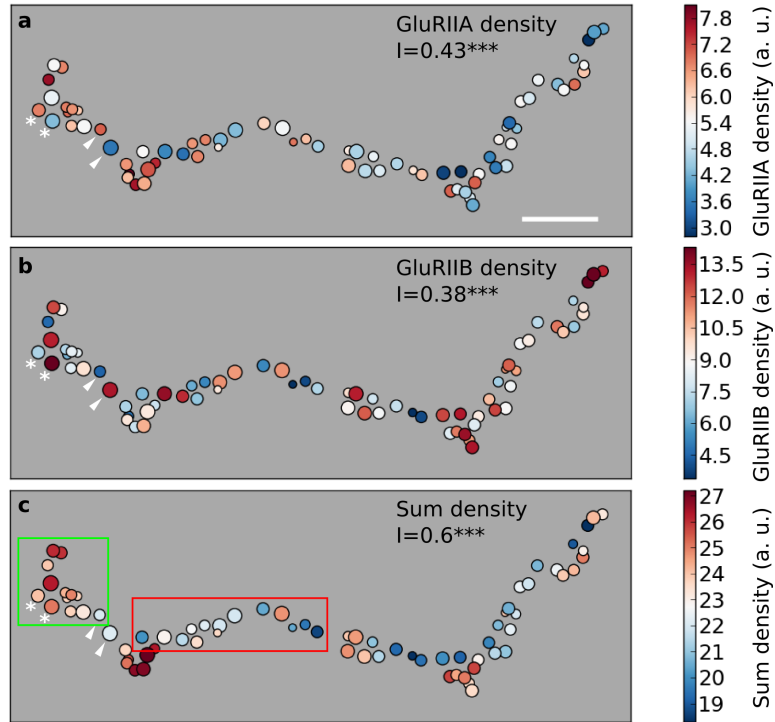 a
GluRIIA density
I=0.43***
7.8
7.2
6.6
6.0
5.4
4.8
4.2
3.6
3.0
GluRIIA density (a. u.)
*
*
b
GluRIIB density
I=0.38***
13.5
12.0
10.5
9.0
7.5
6.0
4.5
GluRIIB density (a. u.)
*
*
c
Sum density
I=0.6***
27
26
25
24
23
22
21
20
19
Sum density (a. u.)
*
*